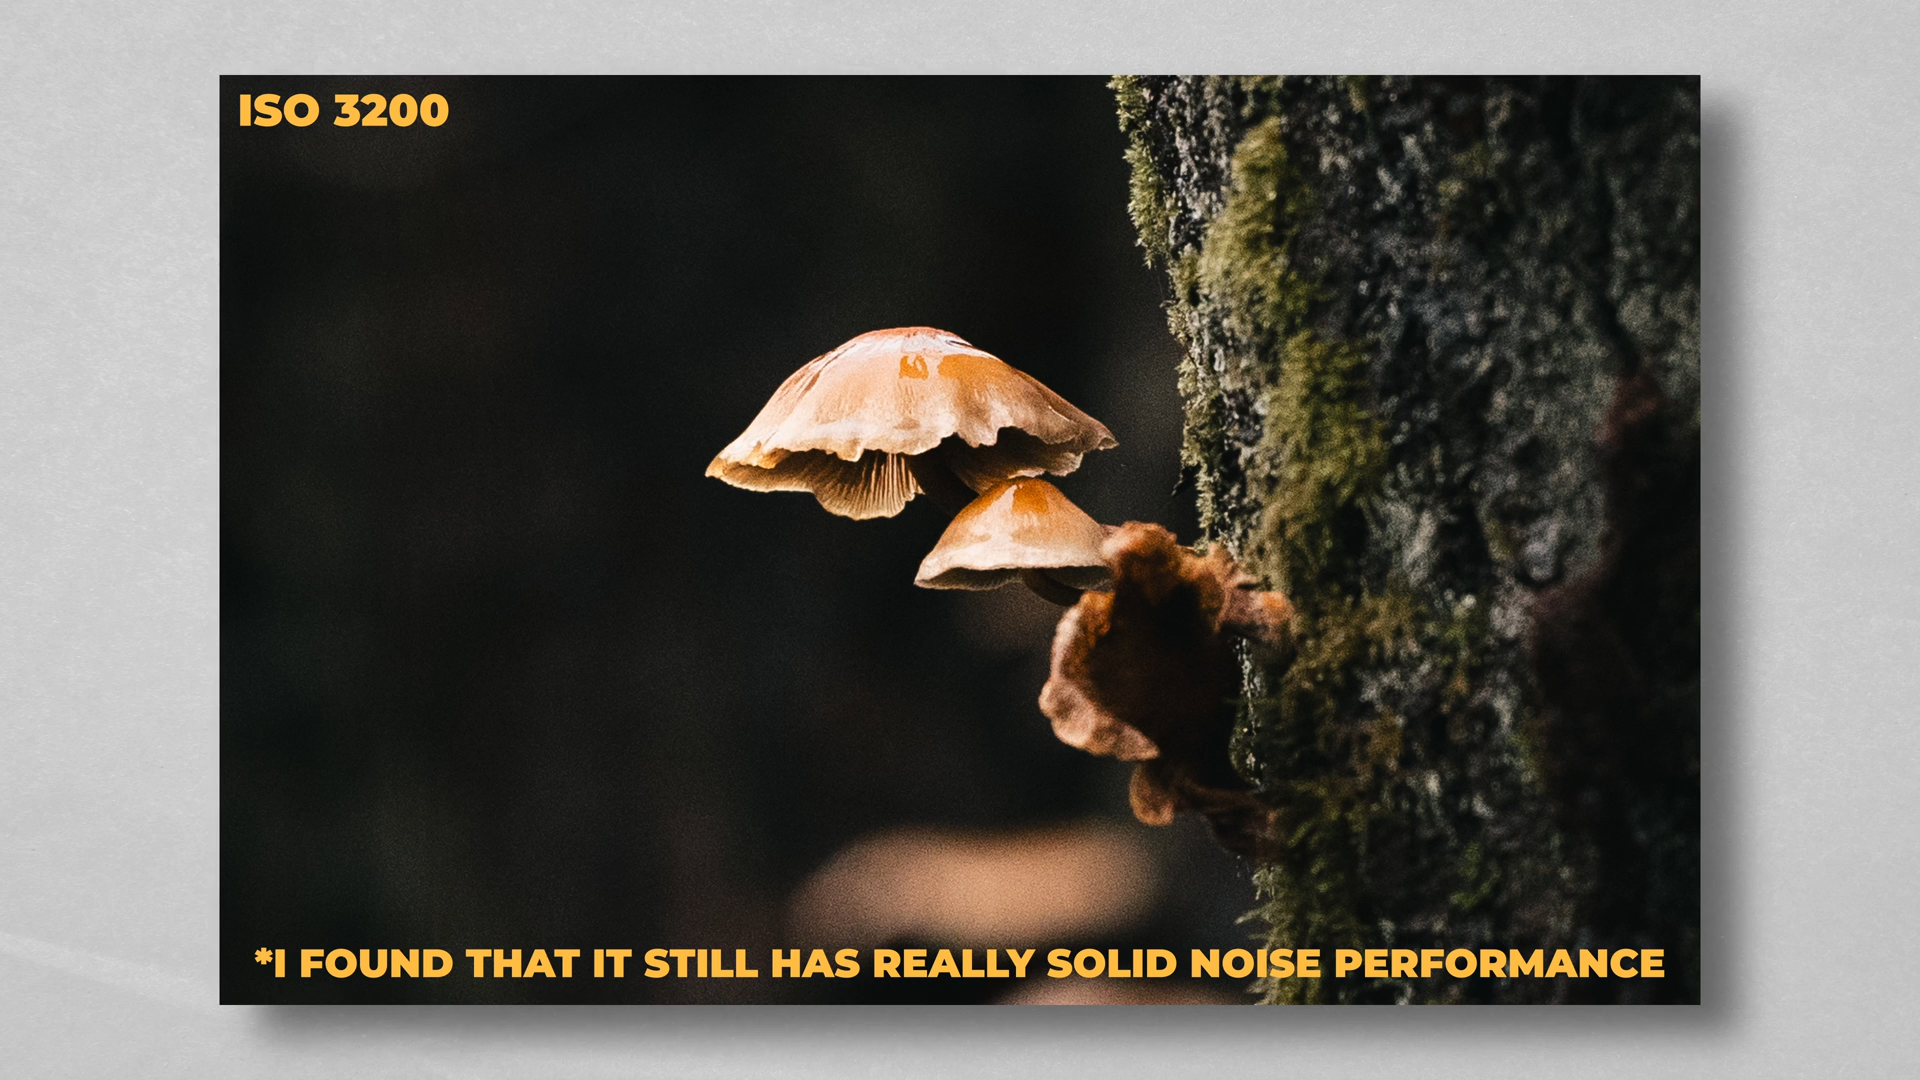 ISO 3200
*I FOUND THAT IT STILL HAS REALLY SOLID NOISE PERFORMANCE